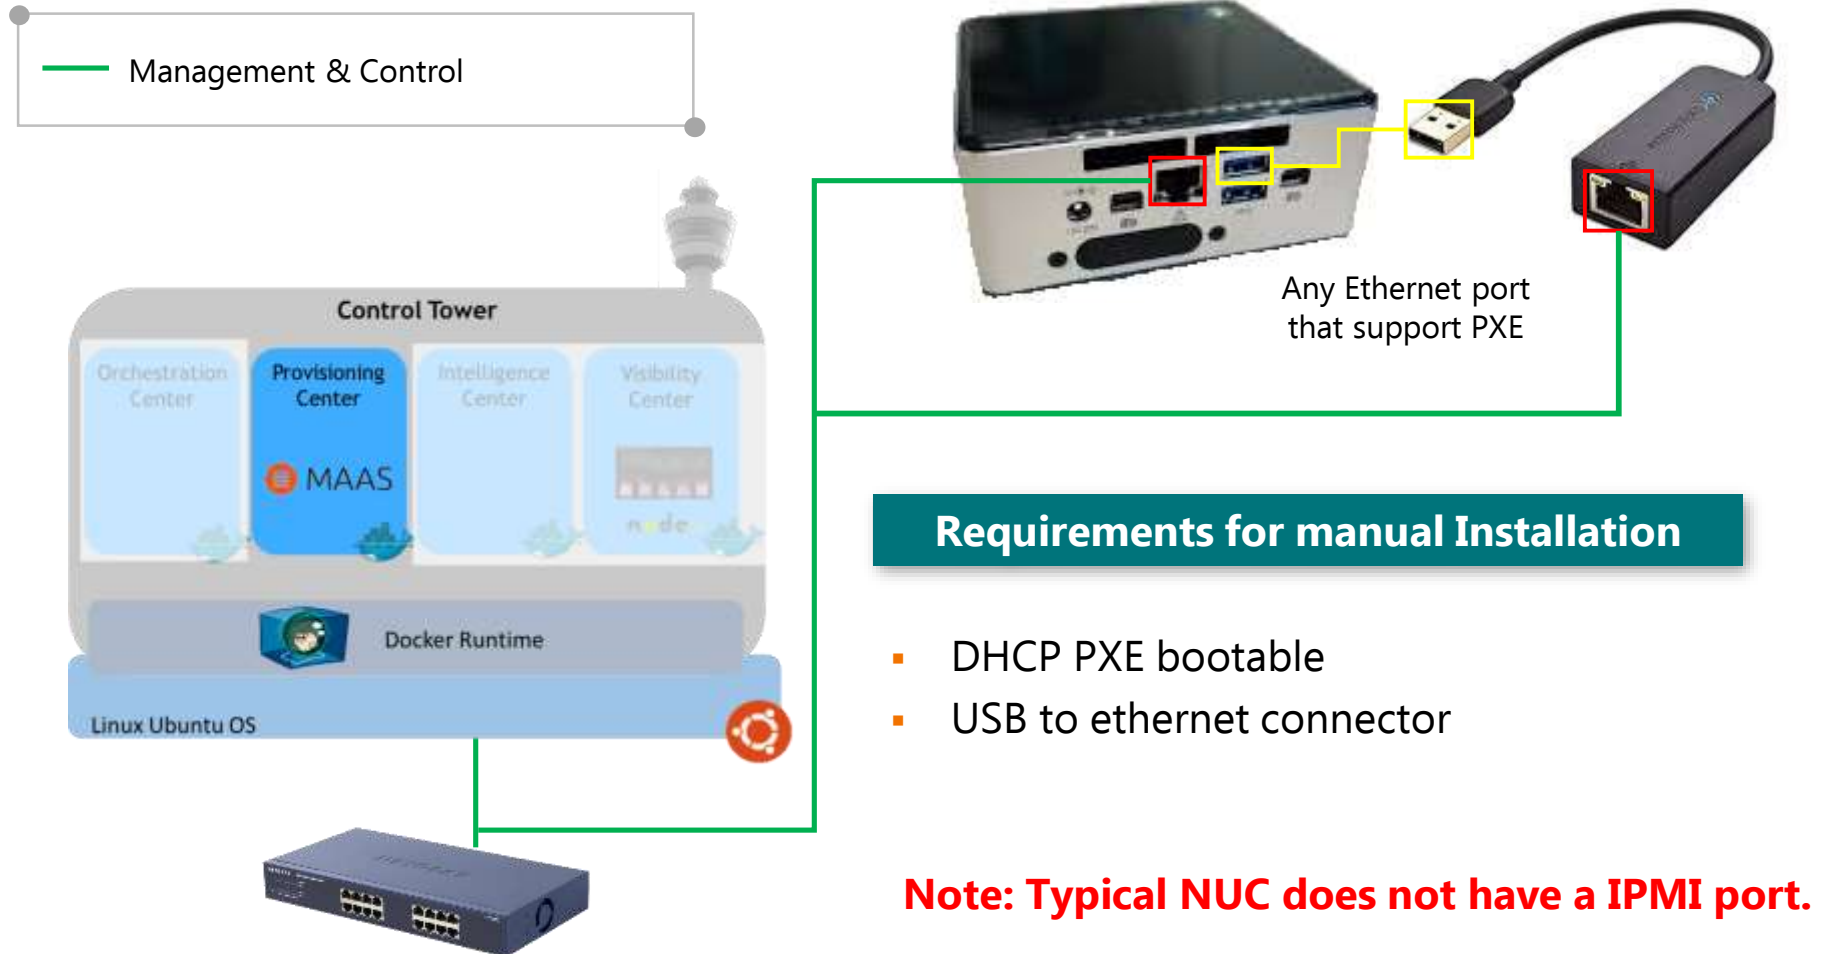 Management & Control
Any Ethernet port
that support PXE
Control Tower
Orchestration
Center
Provisioning
Center
Intelligence
Center
Visibility
Center
MAAS
node
Docker Runtime
Linux Ubuntu OS
Requirements for manual Installation
▪ DHCP PXE bootable
▪ USB to ethernet connector
Note: Typical NUC does not have a IPMI port.